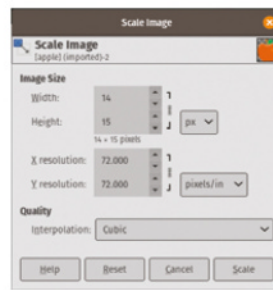 Scale Image
Scale Image
[apple] (imported)-2
Image Size
Width: 14
Height: 15 px
14 × 15 pixels
X resolution: 72.000
Y resolution: 72.000 pixels/in
Quality
Interpolation: Cubic
Help Reset Cancel Scale